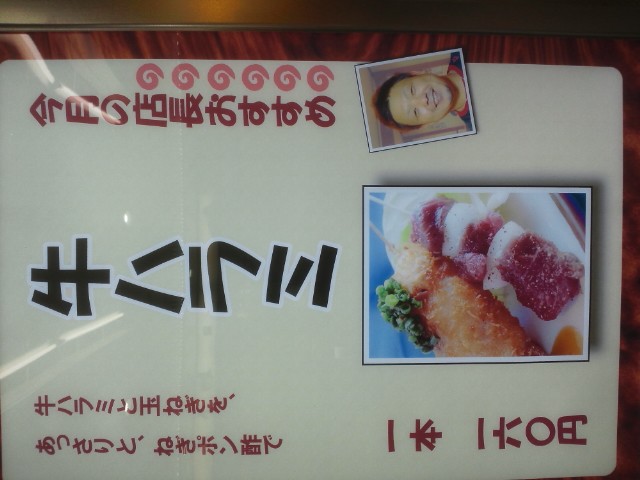 今月の店長おすすめ
牛ハラミ
牛ハラミと玉ねぎを、
あっさりと、ねぎポン酢で
一本 一六〇円